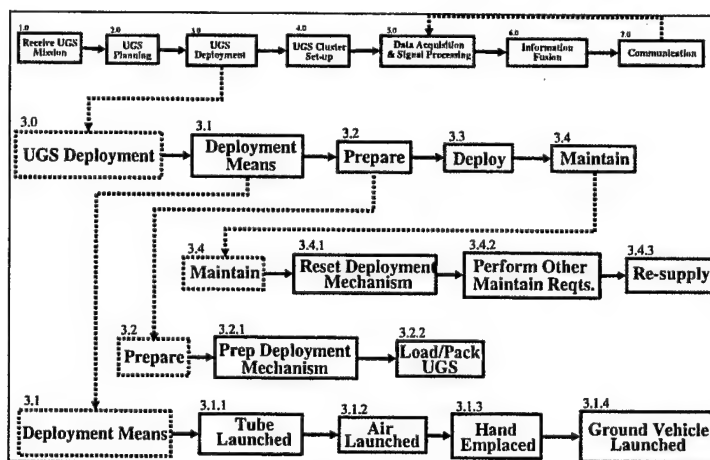 1.0
Receive UGS
Mission
2.0
UGS
Planning
3.0
UGS
Deployment
4.0
UGS Cluster
Set-up
5.0
Data Acquisition
& Signal Processing
6.0
Information
Fusion
7.0
Communication
3.0
UGS Deployment
3.1
Deployment
Means
3.2
Prepare
3.3
Deploy
3.4
Maintain
3.4
Maintain
3.4.1
Reset Deployment
Mechanism
3.4.2
Perform Other
Maintain Reqts.
3.4.3
Re-supply
3.2
Prepare
3.2.1
Prep Deployment
Mechanism
3.2.2
Load/Pack
UGS
3.1
Deployment Means
3.1.1
Tube
Launched
3.1.2
Air
Launched
3.1.3
Hand
Emplaced
3.1.4
Ground Vehicle
Launched